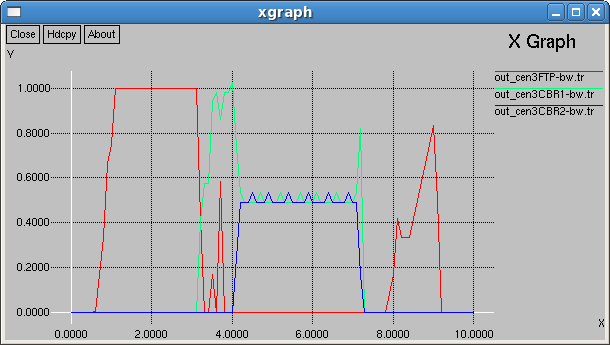 xgraph
Close Hdcpy About
X Graph
Y
out_cen3FTP-bw.tr
out_cen3CBR1-bw.tr
out_cen3CBR2-bw.tr
1.0000
0.8000
0.6000
0.4000
0.2000
0.0000
X
0.0000 2.0000 4.0000 6.0000 8.0000 10.0000